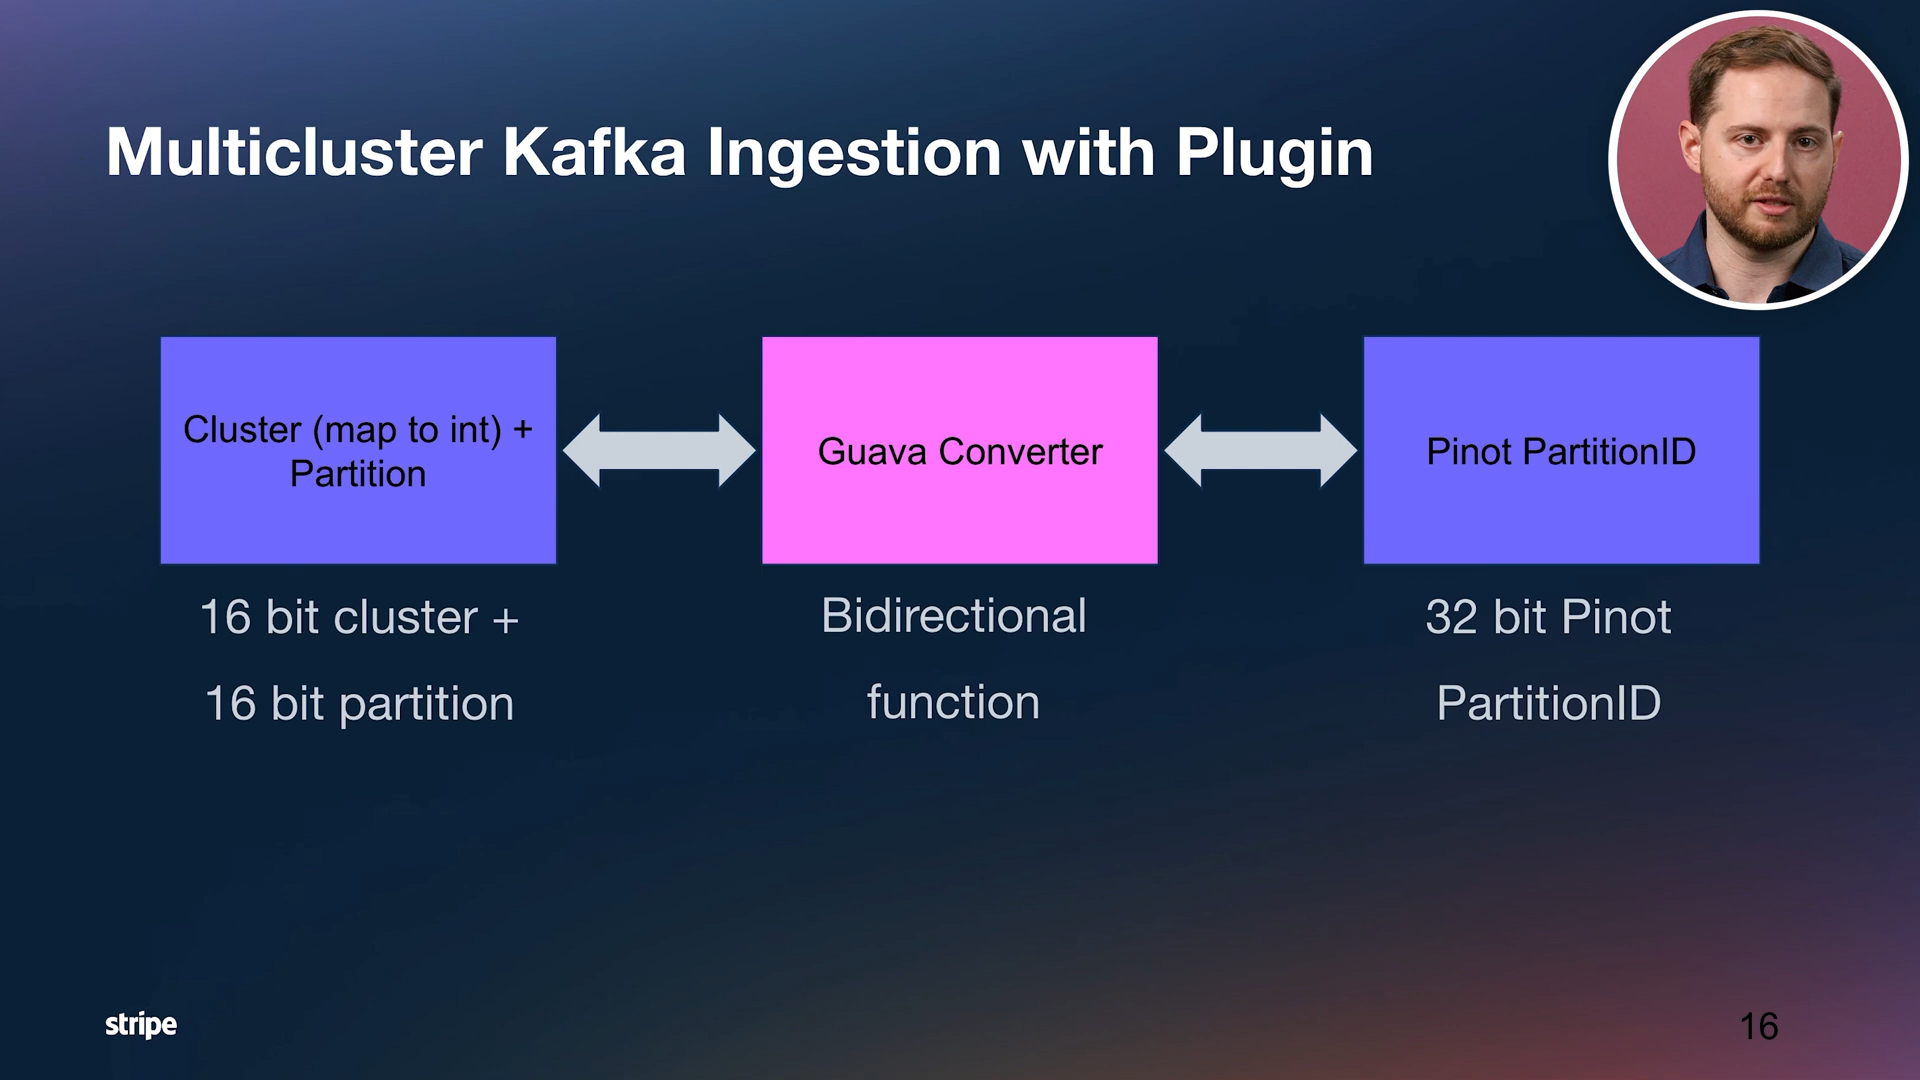 Multicluster Kafka Ingestion with Plugin
Cluster (map to int) +
Partition
Guava Converter
Pinot PartitionID
16 bit cluster +
16 bit partition
Bidirectional
function
32 bit Pinot
PartitionID
stripe
16